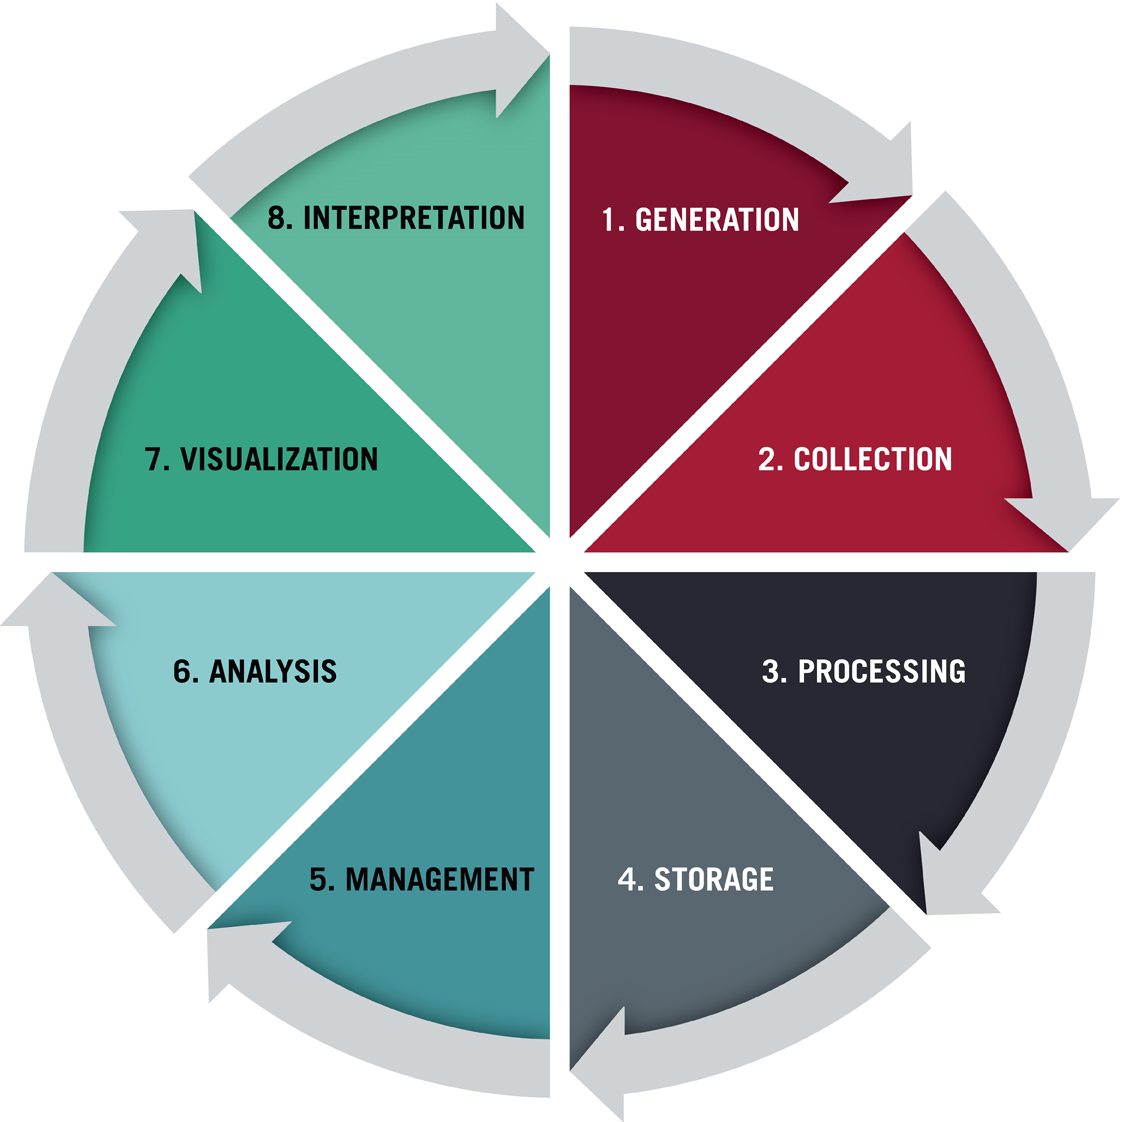 1. GENERATION
2. COLLECTION
3. PROCESSING
4. STORAGE
5. MANAGEMENT
6. ANALYSIS
7. VISUALIZATION
8. INTERPRETATION